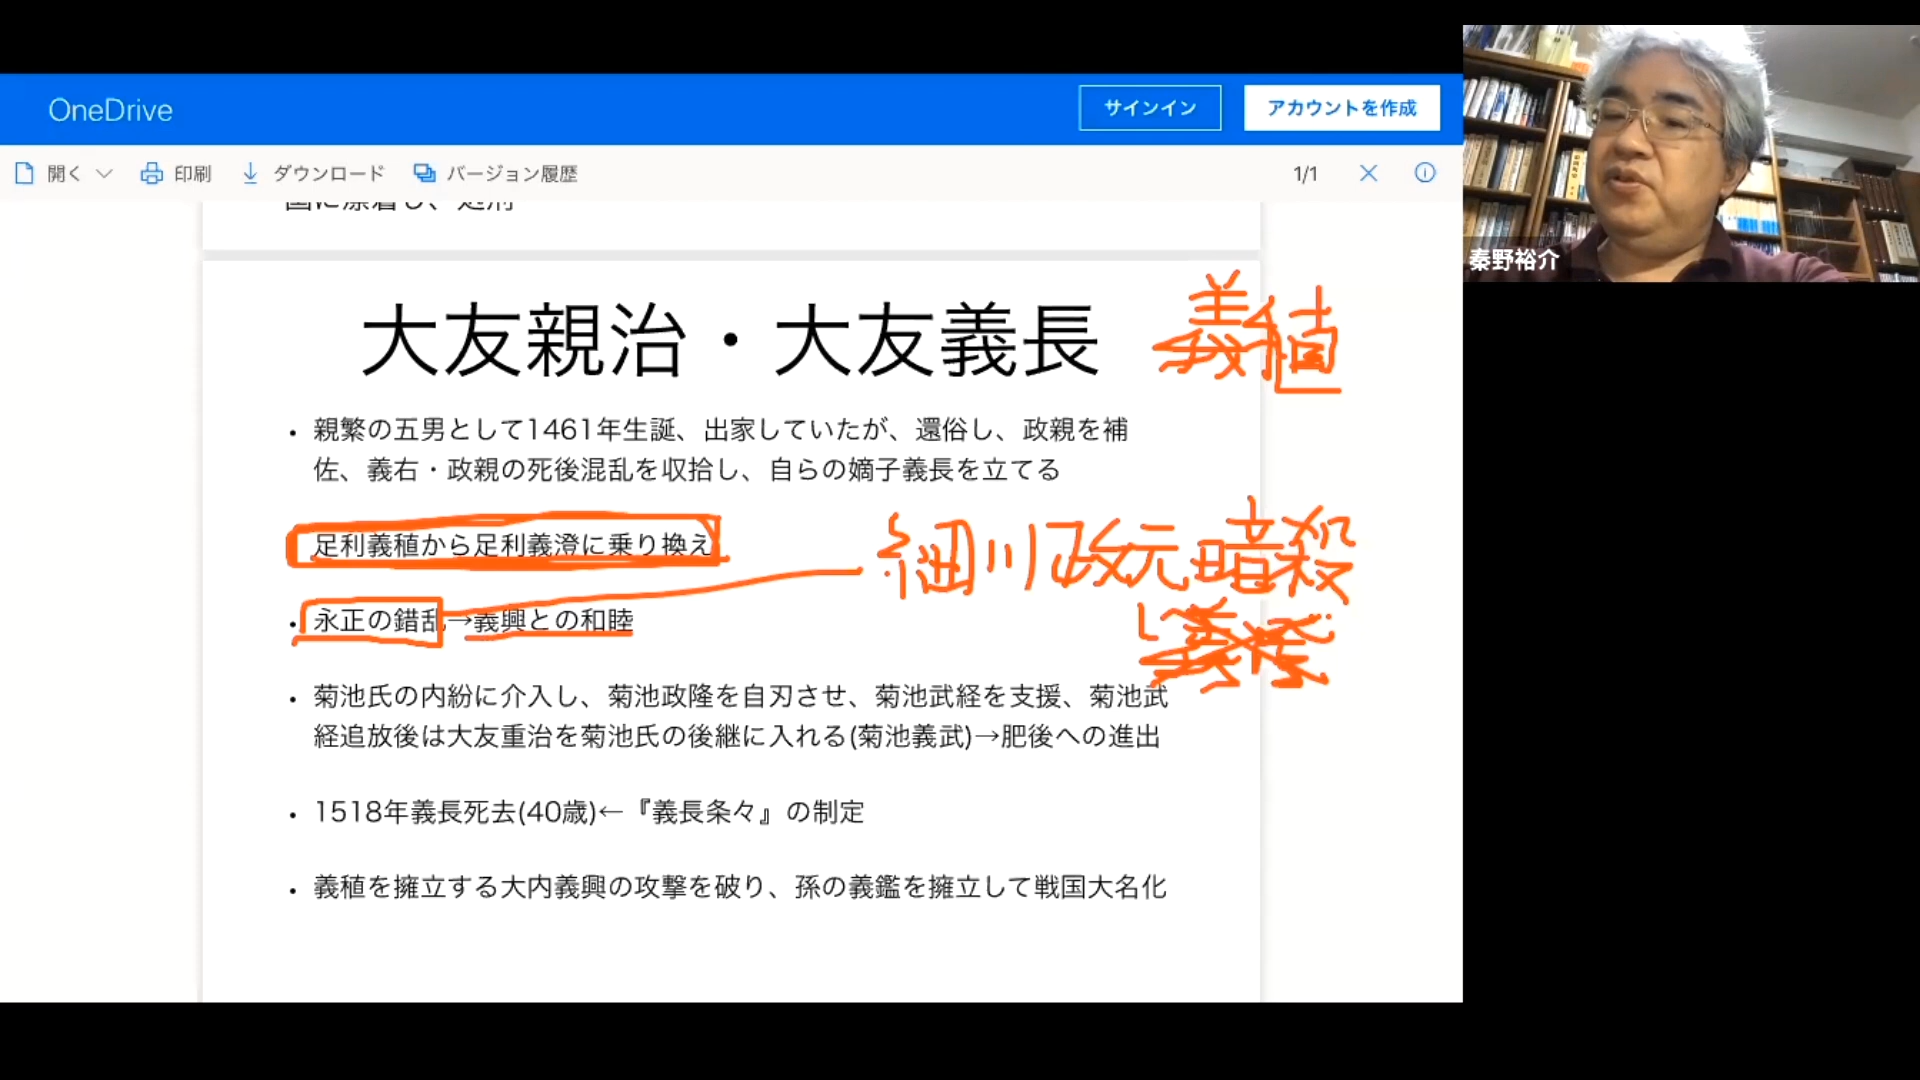 OneDrive
サインイン
アカウントを作成
開く
印刷
ダウンロード
バージョン履歴
1/1
秦野裕介
大友親治・大友義長
義稙
・親繁の五男として1461年生誕、出家していたが、還俗し、政親を補
佐、義右・政親の死後混乱を収拾し、自らの嫡子義長を立てる
足利義稙から足利義澄に乗り換え
細川政元暗殺
・永正の錯乱→義興との和睦
義澄
・菊池氏の内紛に介入し、菊池政隆を自刃させ、菊池武経を支援、菊池武
経追放後は大友重治を菊池氏の後継に入れる(菊池義武)→肥後への進出
・1518年義長死去(40歳)←『義長条々』の制定
・義稙を擁立する大内義興の攻撃を破り、孫の義鑑を擁立して戦国大名化